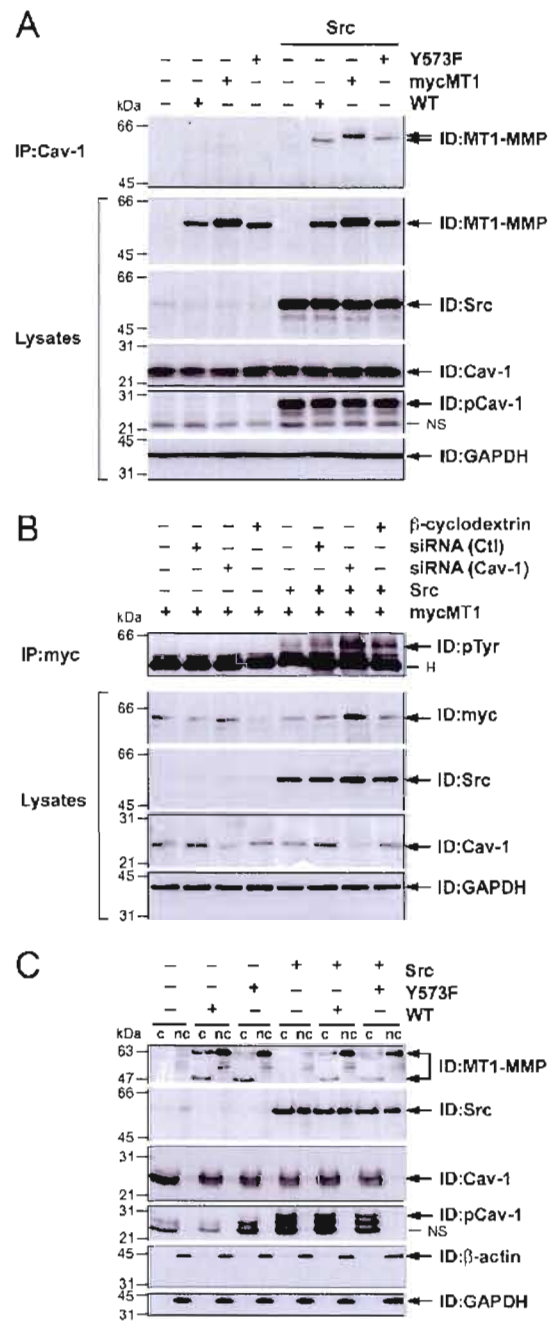 A
Src
– – – + – – – + Y573F
– – + – – – + – mycMT1
kDa – + – – – + – – WT
66
IP:Cav-1 ID:MT1-MMP
45
66
ID:MT1-MMP
45
66
ID:Src
Lysates
45
31
ID:Cav-1
21
31
ID:pCav-1
21 NS
45
ID:GAPDH
31
B
– – – + – – – + β-cyclodextrin
– + – – – + – – siRNA (Ctl)
– – + – – – + – siRNA (Cav-1)
– – – – + + + + Src
kDa + + + + + + + + mycMT1
66
IP:myc ID:pTyr
H
66
ID:myc
66
ID:Src
Lysates
45
31
ID:Cav-1
21
45
ID:GAPDH
31
C
– – – + + + Src
– – + – – + Y573F
– + – – + – WT
kDa c nc c nc c nc c nc c nc c nc
63
ID:MT1-MMP
47
66
ID:Src
45
31
ID:Cav-1
21
31
ID:pCav-1
21 NS
45
ID:β-actin
31
45
ID:GAPDH
31